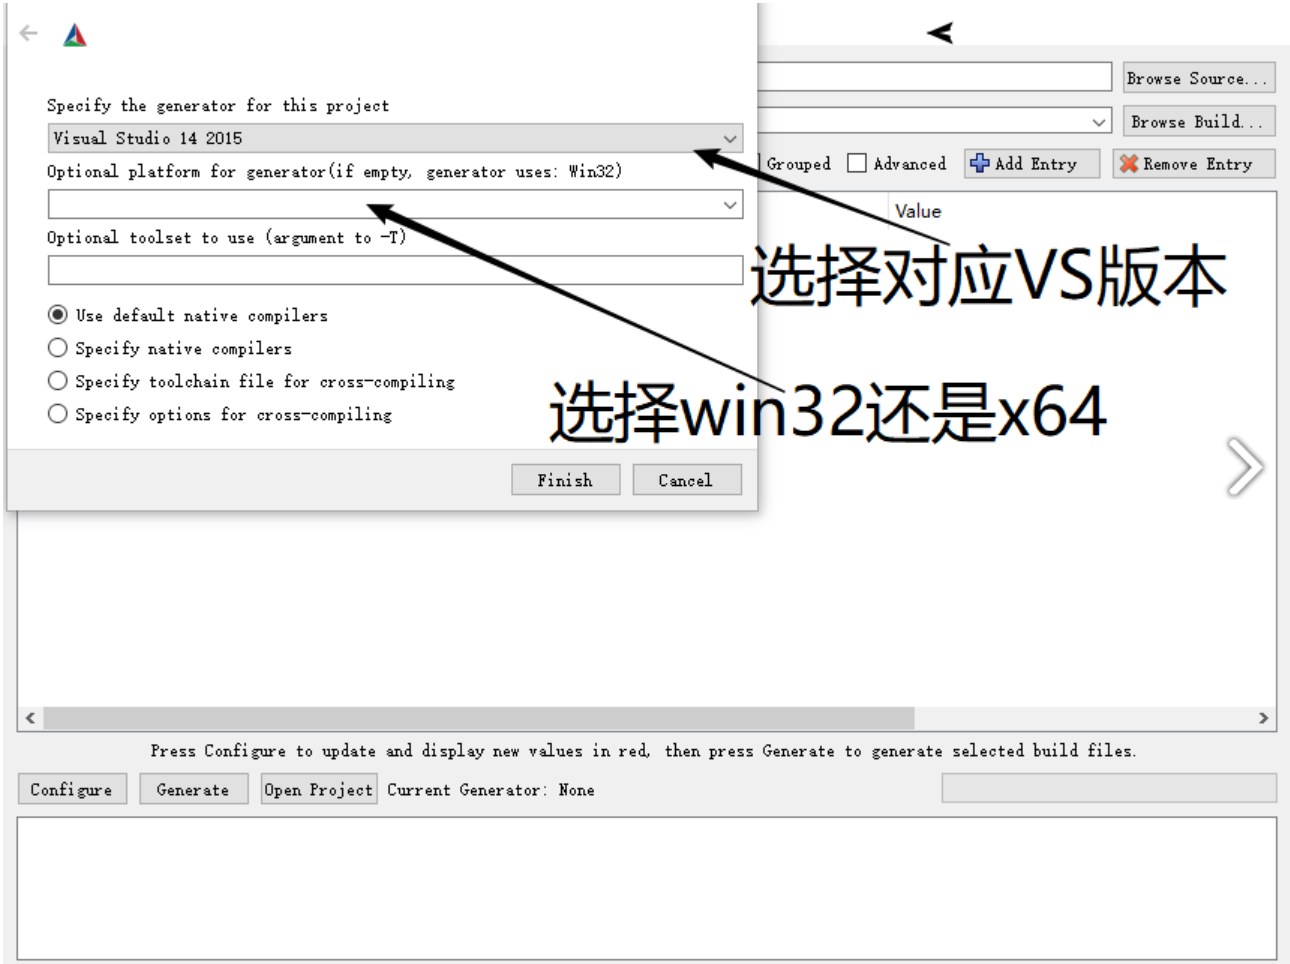 Specify the generator for this project
Visual Studio 14 2015
Optional platform for generator(if empty, generator uses: Win32)
Optional toolset to use (argument to -T)
Use default native compilers
Specify native compilers
Specify toolchain file for cross-compiling
Specify options for cross-compiling
Finish Cancel
Browse Source...
Browse Build...
Grouped Advanced Add Entry Remove Entry
Value
选择对应VS版本
选择win32还是x64
Press Configure to update and display new values in red, then press Generate to generate selected build files.
Configure Generate Open Project Current Generator: None